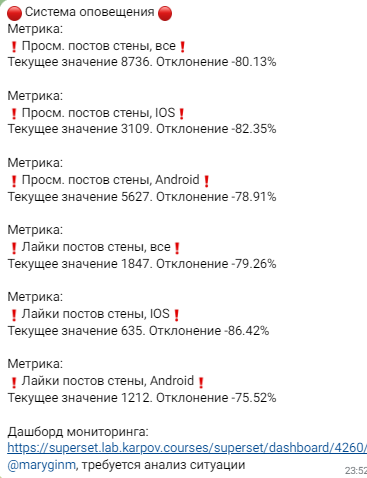 🔴 Система оповещения 🔴
Метрика:
❗ Просм. постов стены, все ❗
Текущее значение 8736. Отклонение -80.13%
Метрика:
❗ Просм. постов стены, IOS ❗
Текущее значение 3109. Отклонение -82.35%
Метрика:
❗ Просм. постов стены, Android ❗
Текущее значение 5627. Отклонение -78.91%
Метрика:
❗ Лайки постов стены, все ❗
Текущее значение 1847. Отклонение -79.26%
Метрика:
❗ Лайки постов стены, IOS ❗
Текущее значение 635. Отклонение -86.42%
Метрика:
❗ Лайки постов стены, Android ❗
Текущее значение 1212. Отклонение -75.52%
Дашборд мониторинга:
https://superset.lab.karpov.courses/superset/dashboard/4260/
@maryginm, требуется анализ ситуации
23:52